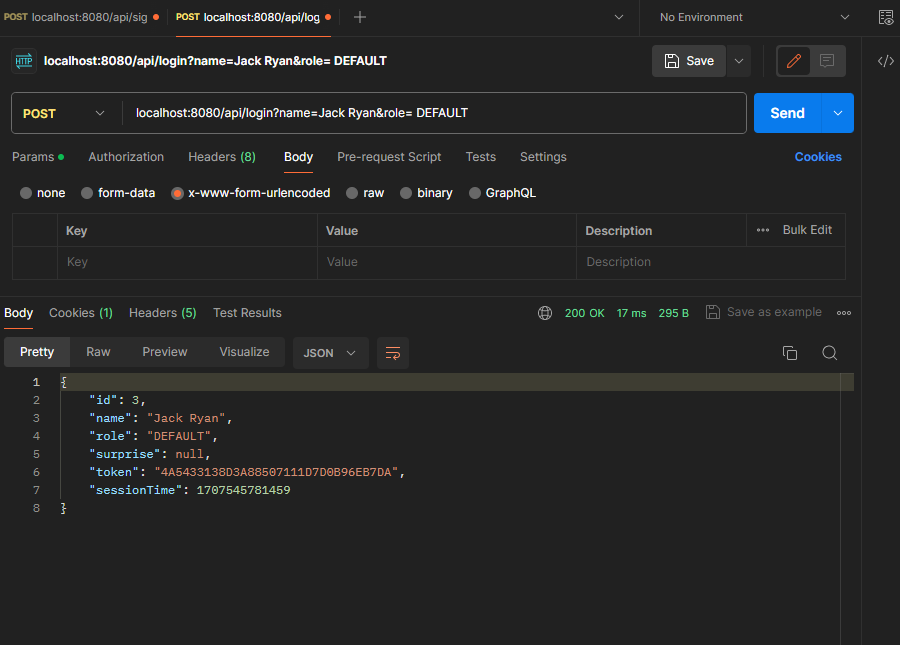 POST localhost:8080/api/sig POST localhost:8080/api/log No Environment
HTTP localhost:8080/api/login?name=Jack Ryan&role= DEFAULT Save
POST localhost:8080/api/login?name=Jack Ryan&role= DEFAULT Send
Params Authorization Headers (8) Body Pre-request Script Tests Settings Cookies
none form-data x-www-form-urlencoded raw binary GraphQL
Key Value Description Bulk Edit
Key Value Description
Body Cookies (1) Headers (5) Test Results 200 OK 17 ms 295 B Save as example
Pretty Raw Preview Visualize JSON
1 {
2 "id": 3,
3 "name": "Jack Ryan",
4 "role": "DEFAULT",
5 "surprise": null,
6 "token": "4A5433138D3A88507111D7D0B96EB7DA",
7 "sessionTime": 1707545781459
8 }